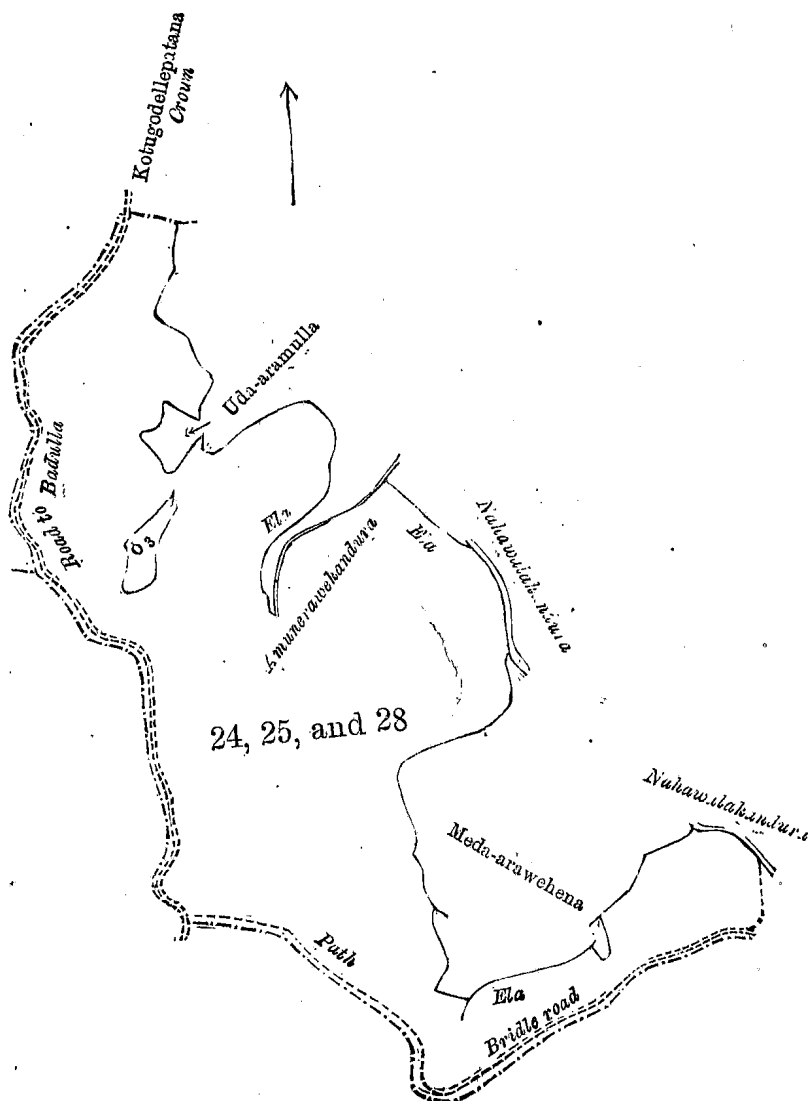 Kotugodellepatana
Crown
Uda-aramulla
Road to Badulla
Ela
Amunerawekandura
Ela
24, 25, and 28
Meda-arawehena
Path
Ela
Bridle road